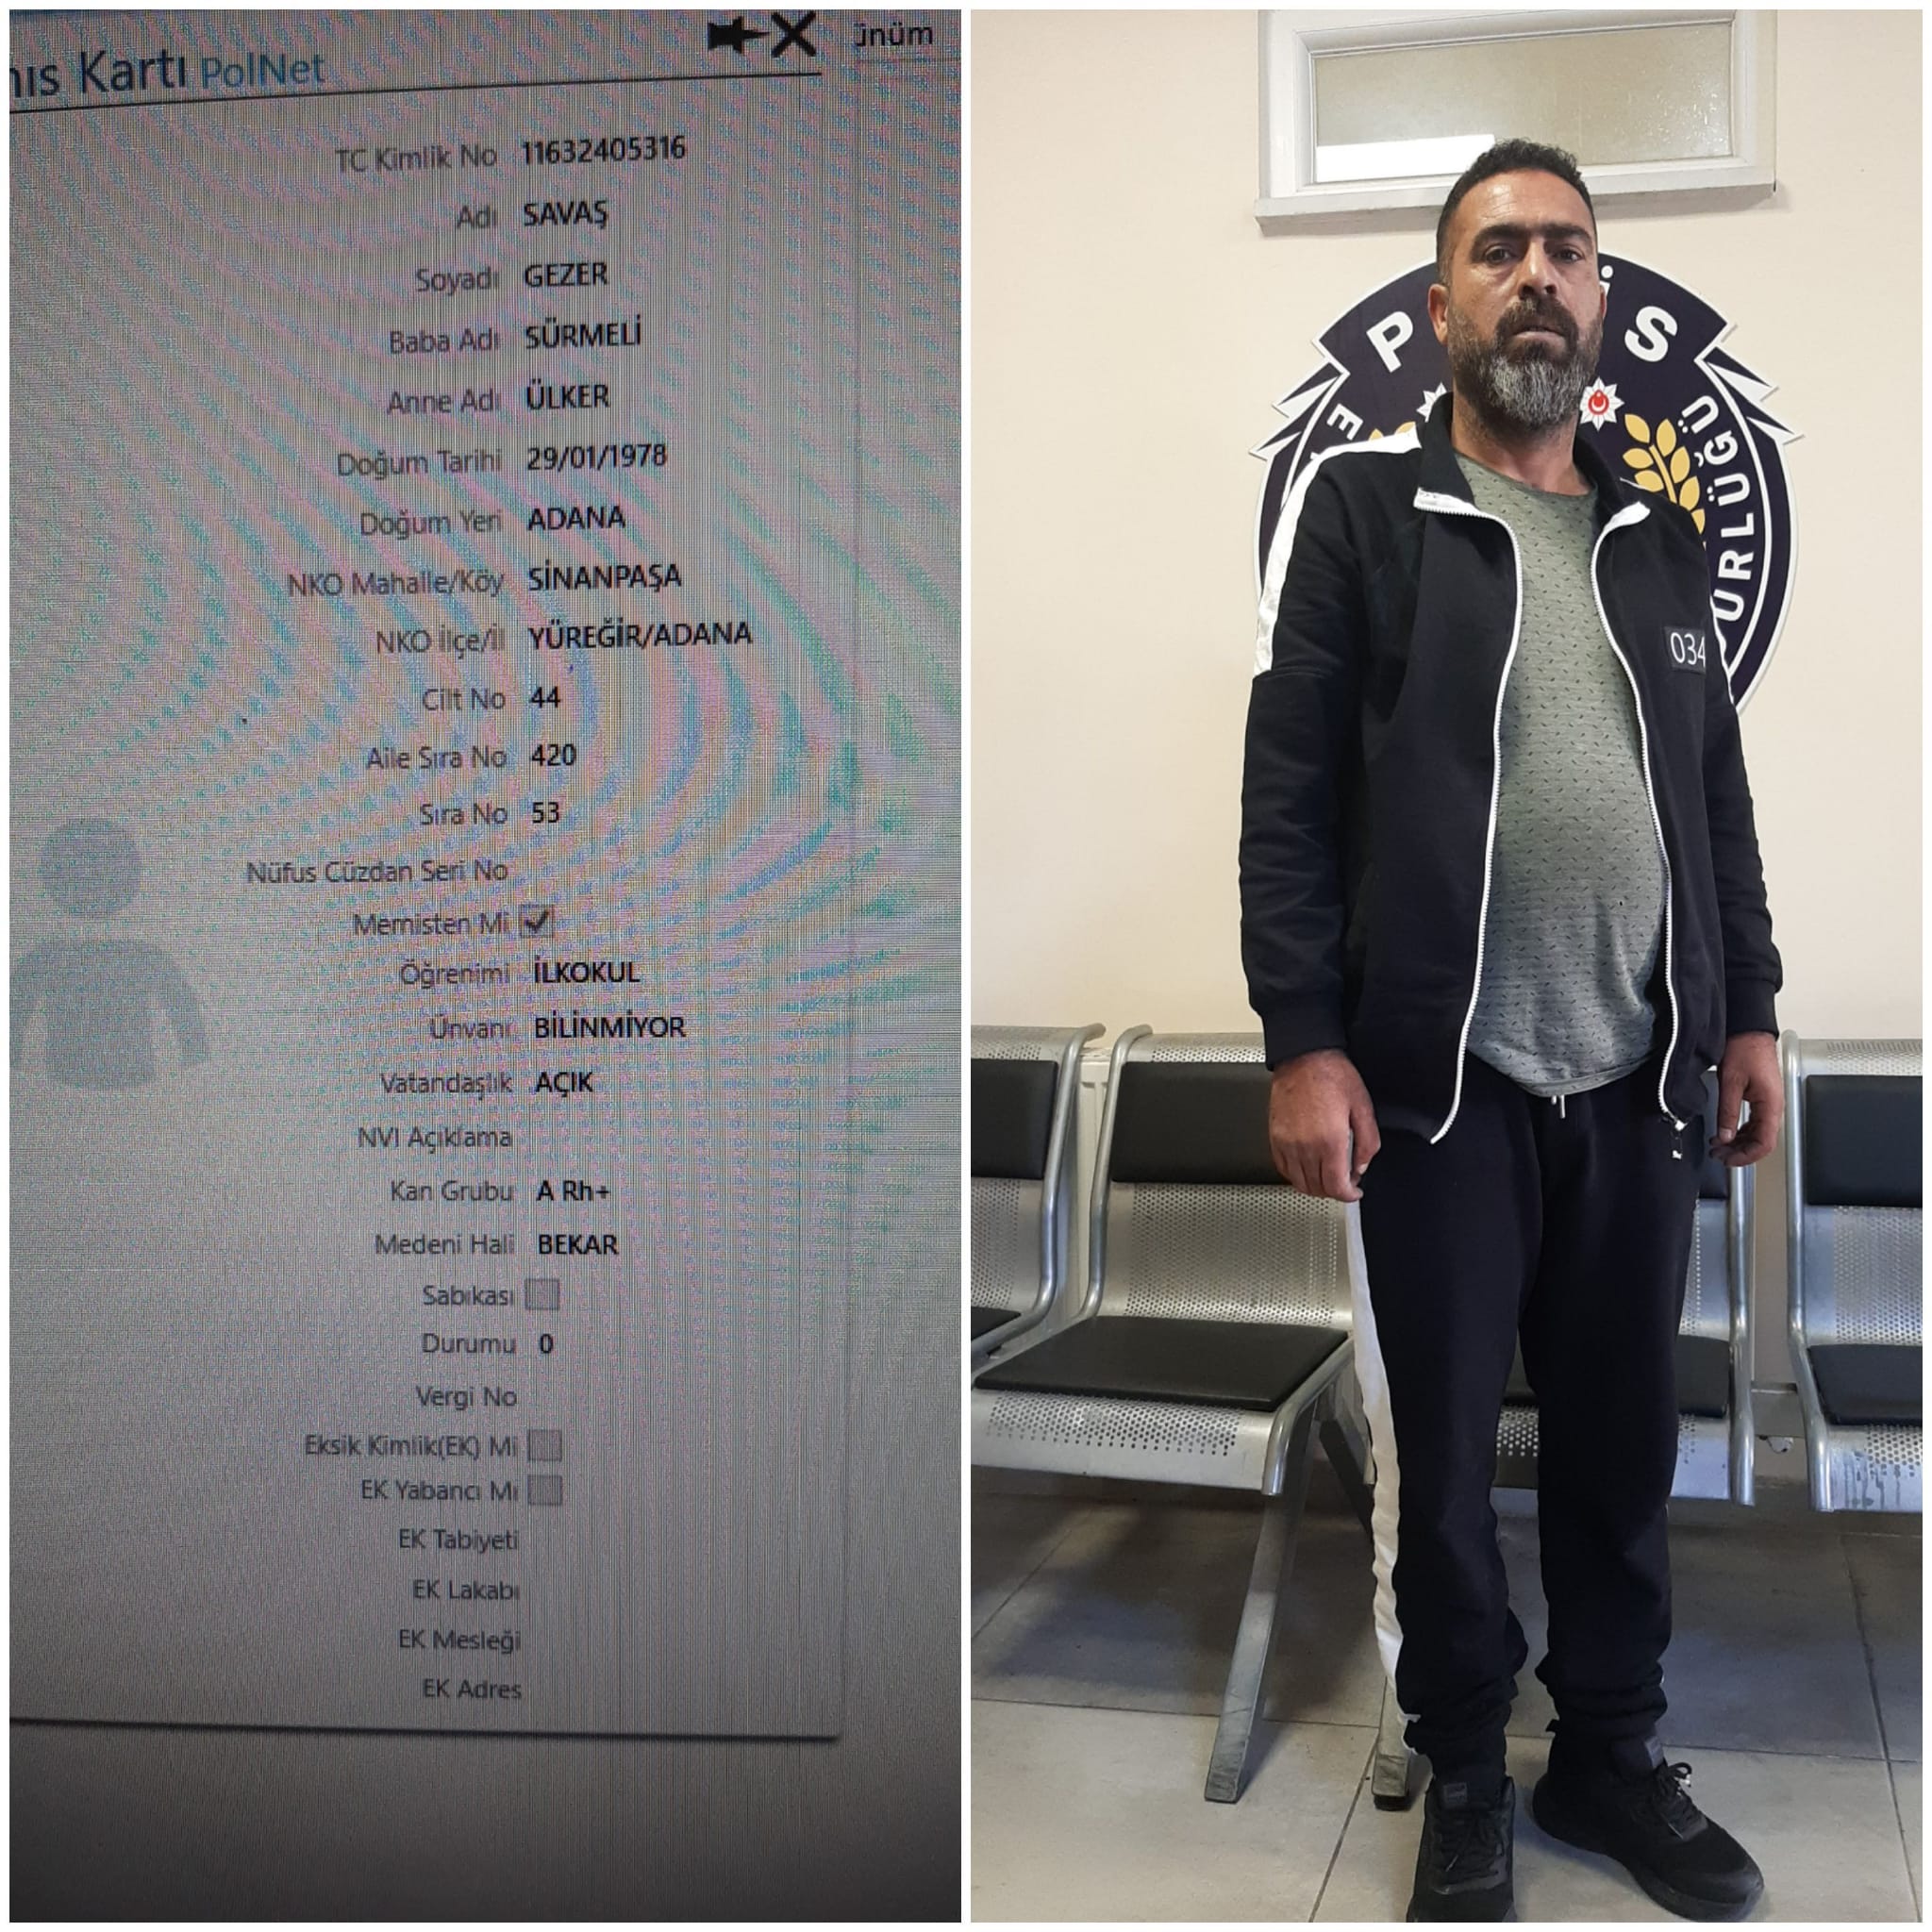 nıs Kartı PolNet
ünüm
TC Kimlik No 11632405316
Adı SAVAŞ
Soyadı GEZER
Baba Adı SÜRMELİ
Anne Adı ÜLKER
Doğum Tarihi 29/01/1978
Doğum Yeri ADANA
NKO Mahalle/Köy SİNANPAŞA
NKO İlçe/İl YÜREĞİR/ADANA
Cilt No 44
Aile Sıra No 420
Sıra No 53
Nüfus Cüzdan Seri No
Mernisten Mi
Öğrenimi İLKOKUL
Ünvanı BİLİNMİYOR
Vatandaşlık AÇIK
NVI Açıklama
Kan Grubu A Rh+
Medeni Hali BEKAR
Sabıkası
Durumu 0
Vergi No
Eksik Kimlik(EK) Mi
EK Yabancı Mı
EK Tabiyeti
EK Lakabı
EK Mesleği
EK Adres
P İS
E
URLÜĞÜ
034